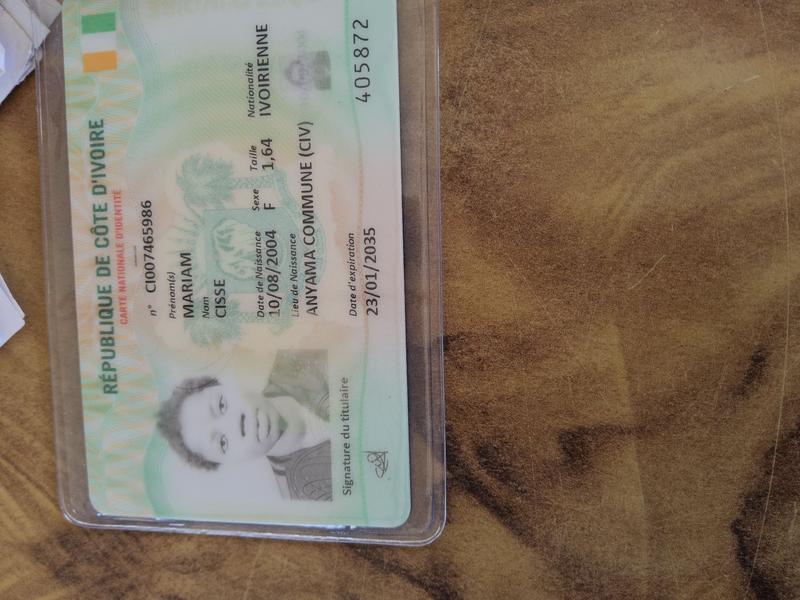 RÉPUBLIQUE DE CÔTE D'IVOIRE
CARTE NATIONALE D'IDENTITÉ
n° CI007465986
Prénom(s)
MARIAM
Nom
CISSE
Date de Naissance Sexe Taille Nationalité
10/08/2004 F 1,64 IVOIRIENNE
Lieu de Naissance
ANYAMA COMMUNE (CIV)
Date d'expiration
23/01/2035
405872
Signature du titulaire